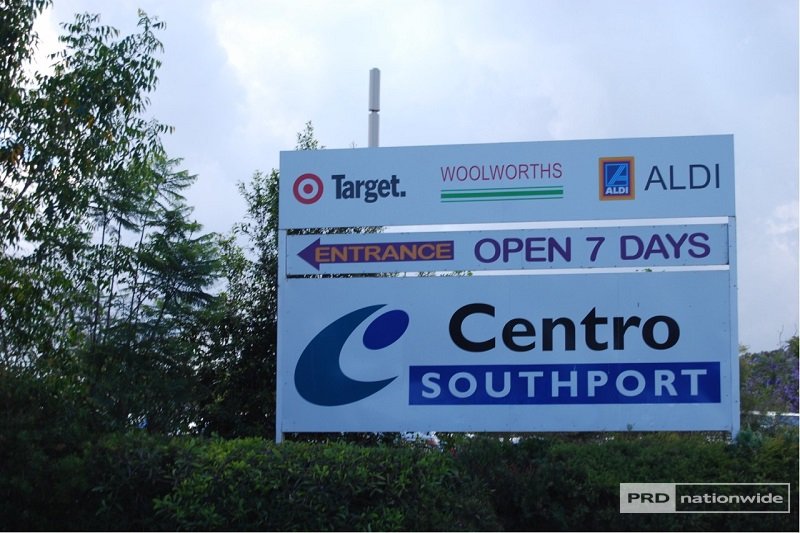 Target. WOOLWORTHS ALDI ALDI
ENTRANCE OPEN 7 DAYS
Centro
SOUTHPORT
PRD nationwide